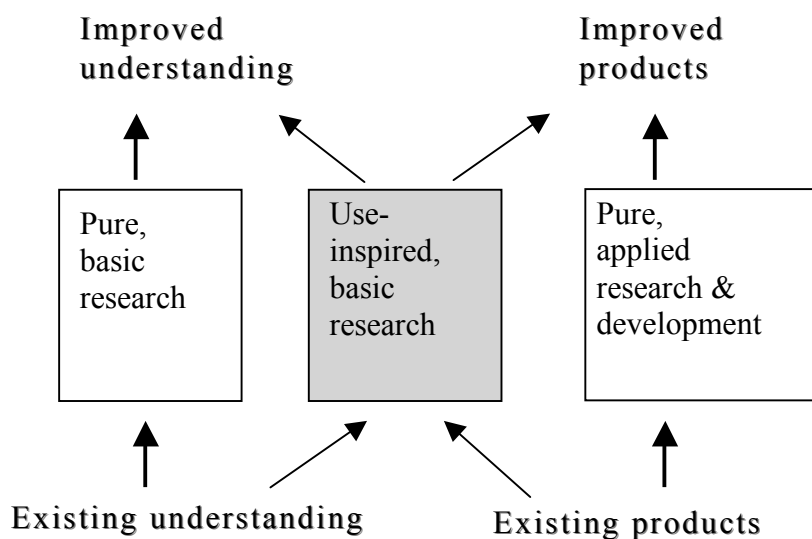 Improved
understanding
Improved
products
Pure,
basic
research
Use-
inspired,
basic
research
Pure,
applied
research &
development
Existing understanding
Existing products